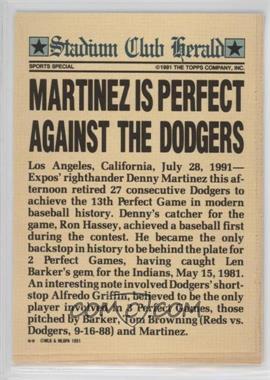 Stadium Club Herald
SPORTS SPECIAL ©1991 THE TOPPS COMPANY, INC.
MARTINEZ IS PERFECT
AGAINST THE DODGERS
Los Angeles, California, July 28, 1991—
Expos' righthander Denny Martinez this af-
ternoon retired 27 consecutive Dodgers to
achieve the 13th Perfect Game in modern
baseball history. Denny's catcher for the
game, Ron Hassey, achieved a baseball first
during the contest. He became the only
backstop in history to be behind the plate for
2 Perfect Games, having caught Len
Barker's gem for the Indians, May 15, 1981.
An interesting note involved Dodgers' short-
stop Alfredo Griffin, believed to be the only
player involved in 3 Perfect Games, those
pitched by Barker, Tom Browning (Reds vs.
Dodgers, 9-16-88) and Martinez.
©MLB & MLBPA 1991